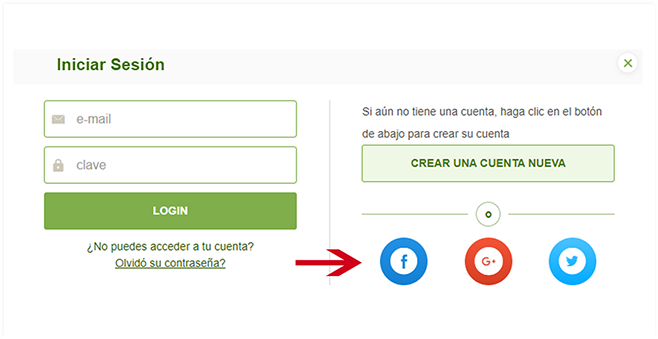 Iniciar Sesión
e-mail
clave
LOGIN
¿No puedes acceder a tu cuenta?
Olvidó su contraseña?
Si aún no tiene una cuenta, haga clic en el botón
de abajo para crear su cuenta
CREAR UNA CUENTA NUEVA
o
f
G+